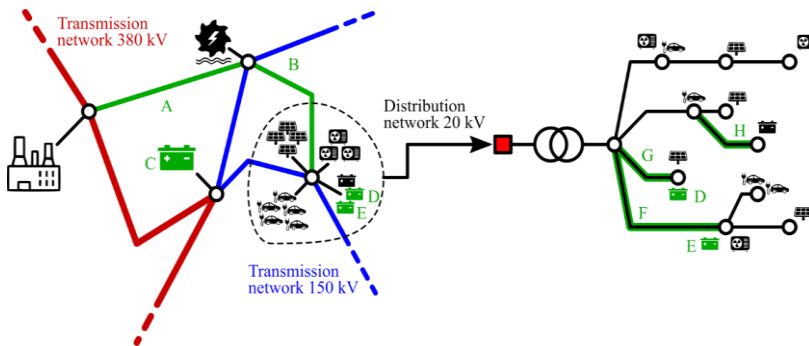 Transmission
network 380 kV
B
A
Distribution
network 20 kV
C
H
G
D
D
E
F
E
Transmission
network 150 kV